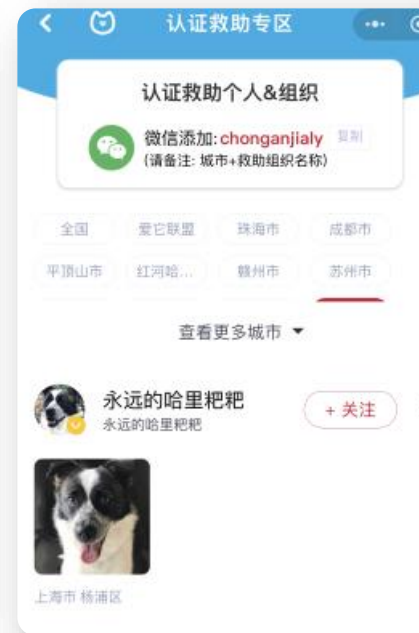 认证救助专区
认证救助个人&组织
微信添加:chonganjialy 复制
(请备注: 城市+救助组织名称)
全国 爱它联盟 珠海市 成都市
平顶山市 红河哈... 赣州市 苏州市
查看更多城市
永远的哈里粑粑
+ 关注
永远的哈里粑粑
上海市 杨浦区